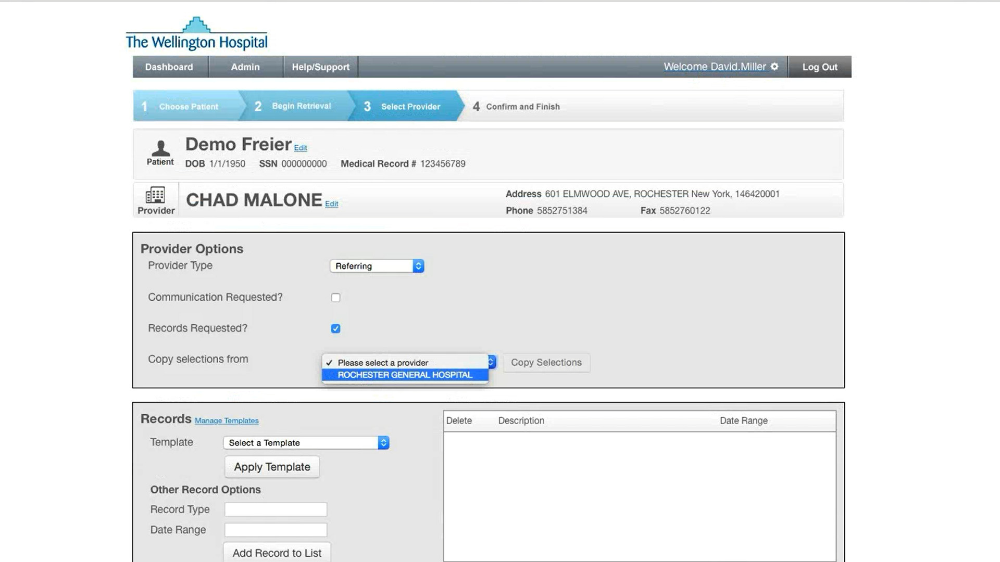 The Wellington Hospital
Dashboard Admin Help/Support Welcome David.Miller Log Out
1 Choose Patient 2 Begin Retrieval 3 Select Provider 4 Confirm and Finish
Demo Freier Edit
Patient
DOB 1/1/1950 SSN 000000000 Medical Record # 123456789
CHAD MALONE Edit
Provider
Address 601 ELMWOOD AVE, ROCHESTER New York, 146420001
Phone 5852751384 Fax 5852760122
Provider Options
Provider Type Referring
Communication Requested?
Records Requested?
Copy selections from Please select a provider Copy Selections
ROCHESTER GENERAL HOSPITAL
Records Manage Templates
Delete Description Date Range
Template Select a Template
Apply Template
Other Record Options
Record Type
Date Range
Add Record to List